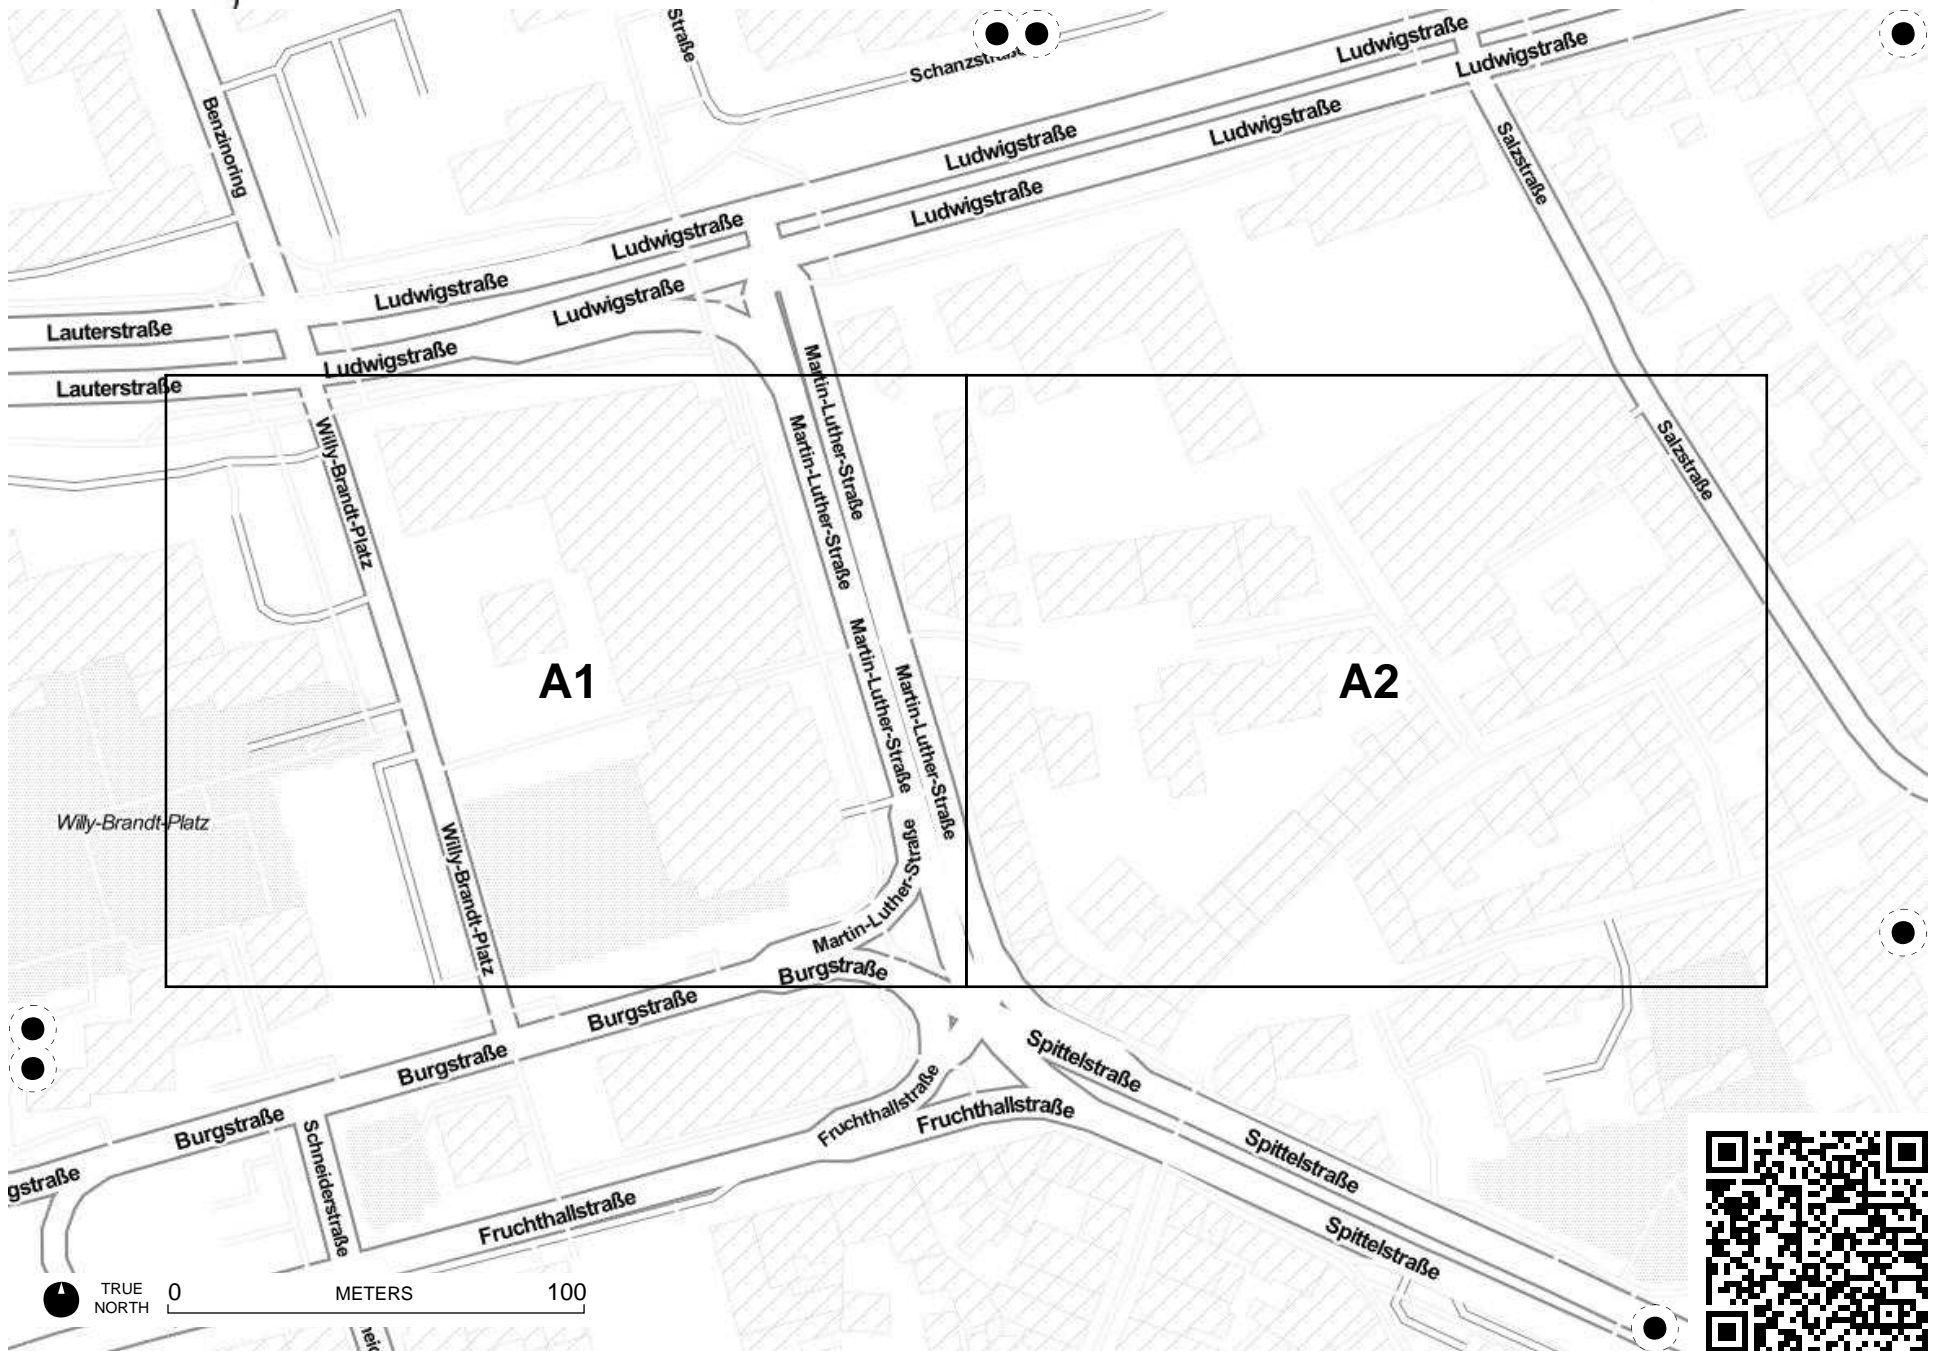 Straße
Schanzstraße
Ludwigstraße
Ludwigstraße
Benzinoring
Ludwigstraße
Ludwigstraße
Salzstraße
Ludwigstraße
Ludwigstraße
Ludwigstraße
Ludwigstraße
Lauterstraße
Ludwigstraße
Lauterstraße
Martin-Luther-Straße
Martin-Luther-Straße
Willy-Brandt-Platz
Salzstraße
A1
A2
Martin-Luther-Straße
Martin-Luther-Straße
Willy-Brandt-Platz
Willy-Brandt-Platz
Martin-Luther-Straße
Burgstraße
Burgstraße
Burgstraße
Spittelstraße
Fruchthallstraße
Fruchthallstraße
Burgstraße
Schneiderstraße
gstraße
Spittelstraße
Fruchthallstraße
Spittelstraße
TRUE
NORTH
0 METERS 100